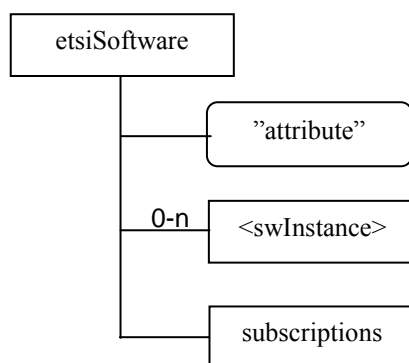 etsiSoftware
”attribute”
0-n
<swInstance>
subscriptions